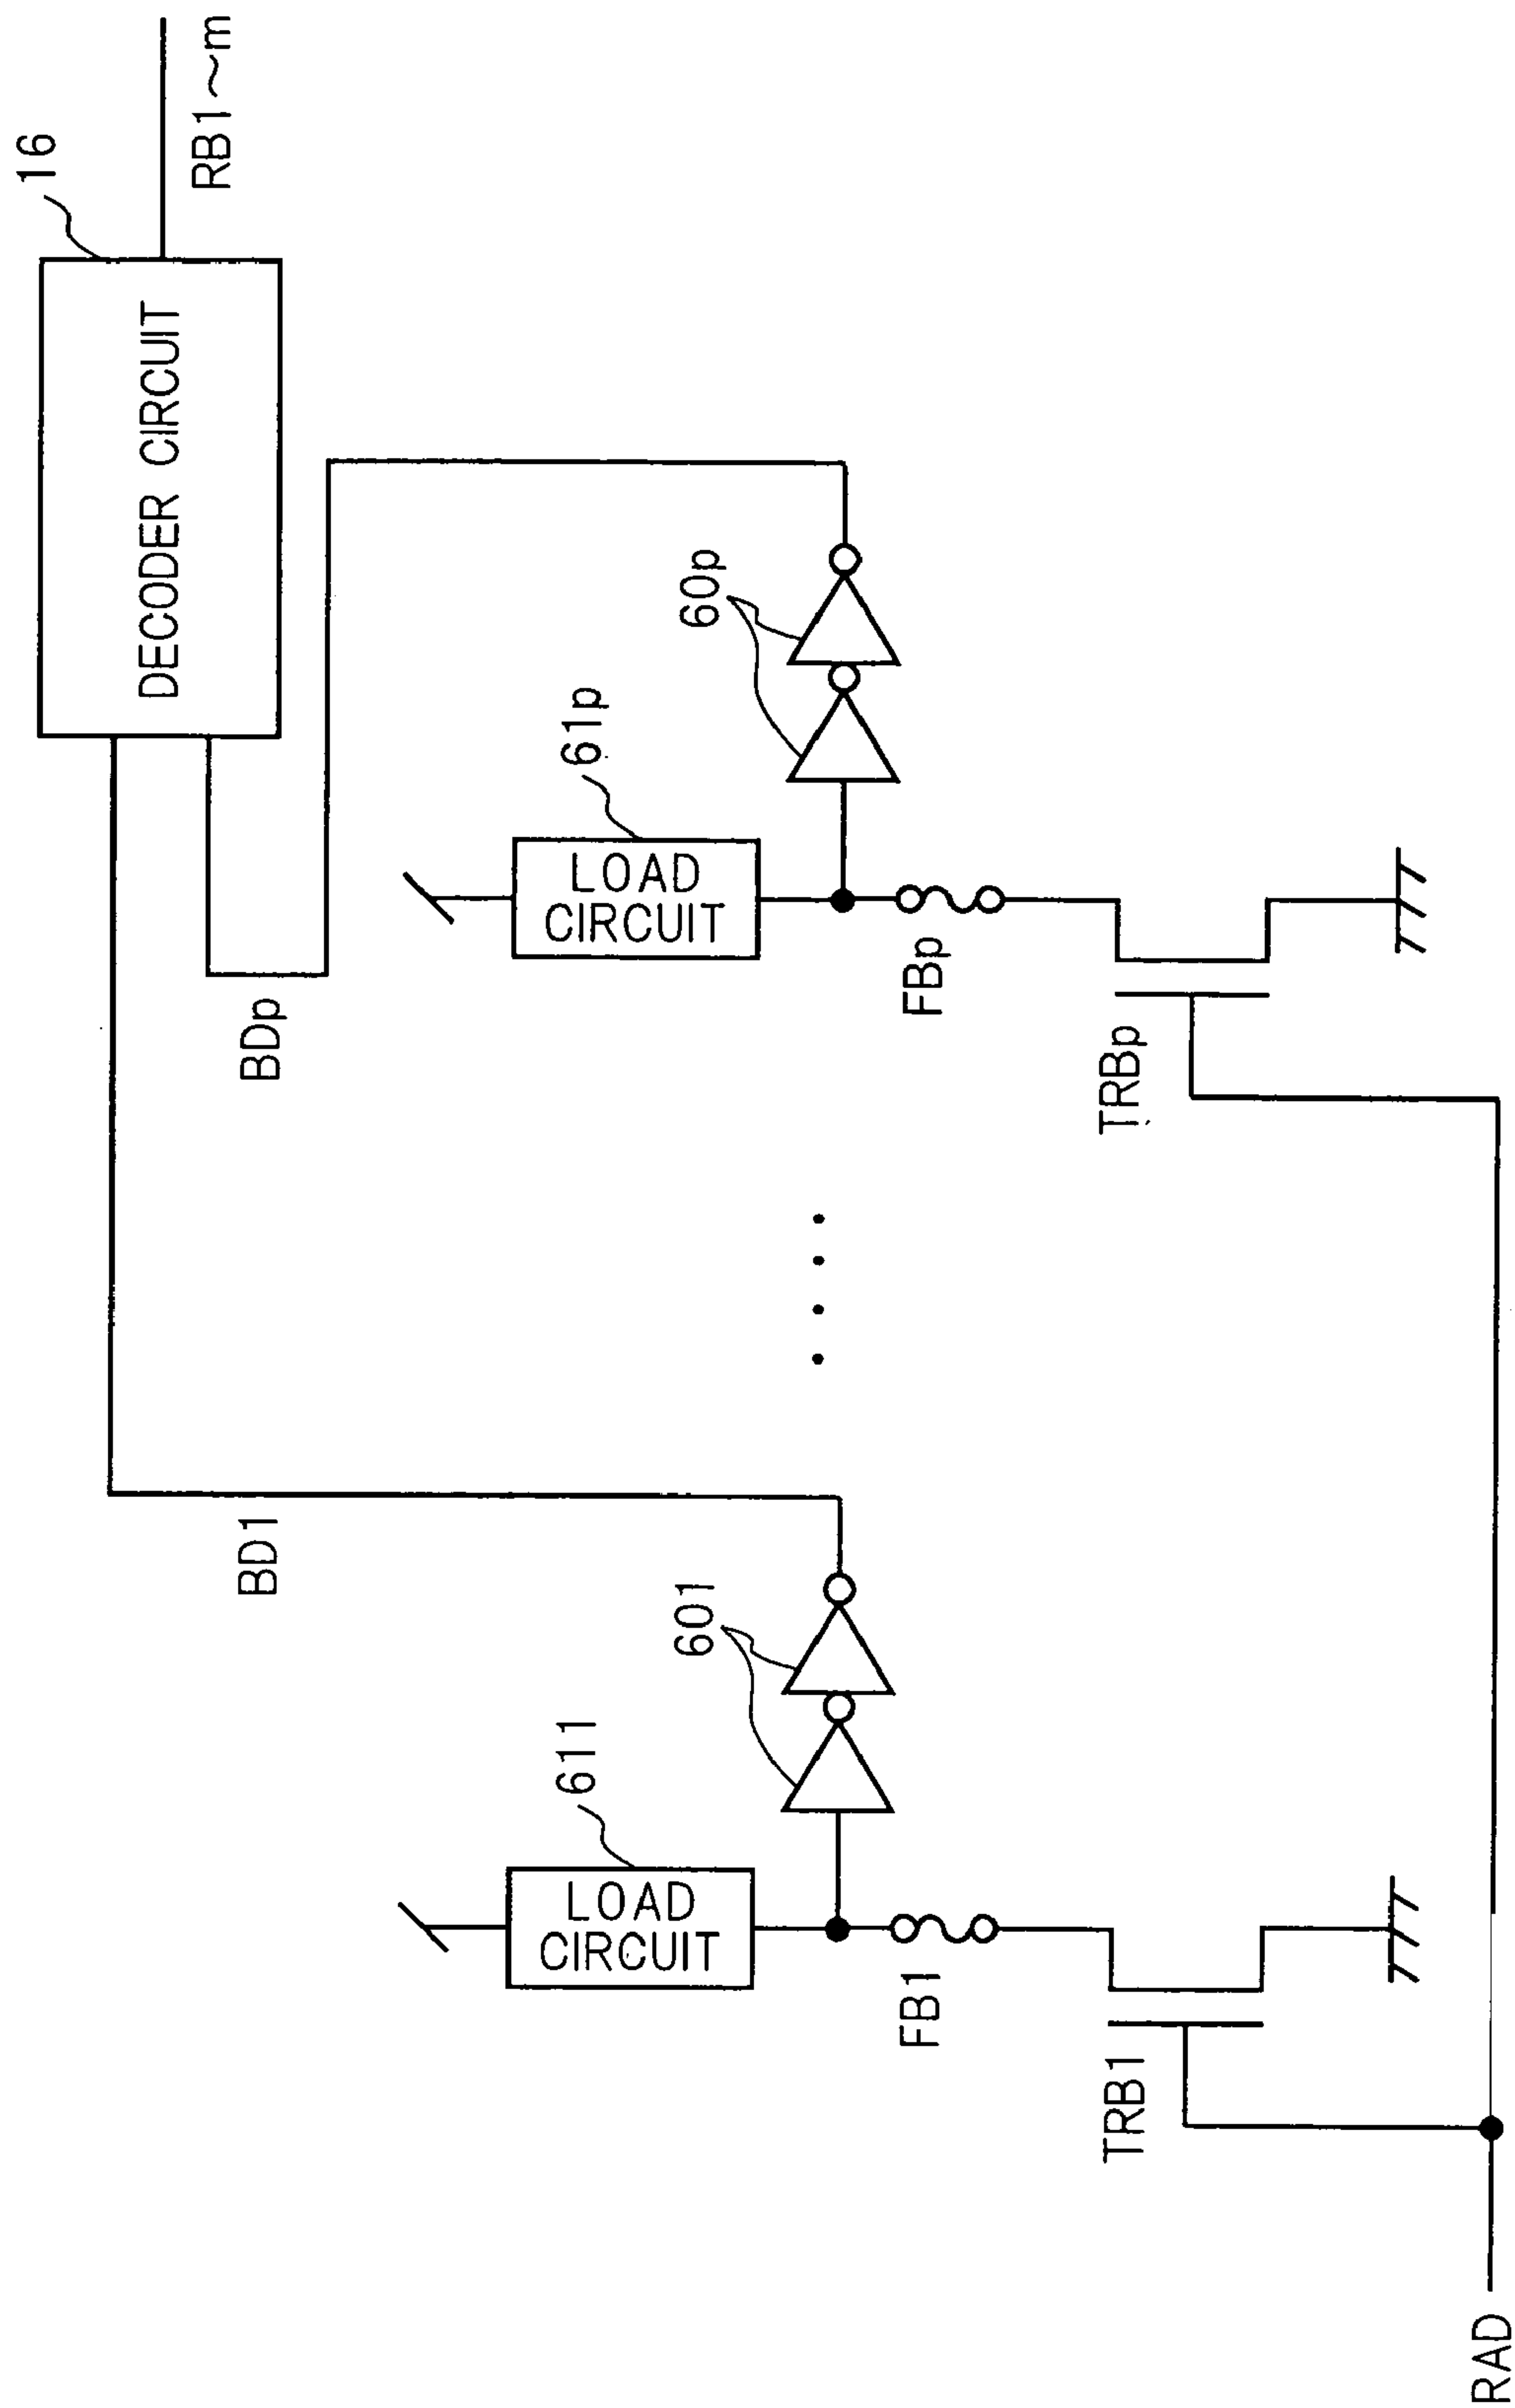 16
DECODER CIRCUIT
RB1~m
BD1
BDp
611
LOAD
CIRCUIT
601
FB1
TRB1
61p
LOAD
CIRCUIT
60p
FBp
TRBp
RAD